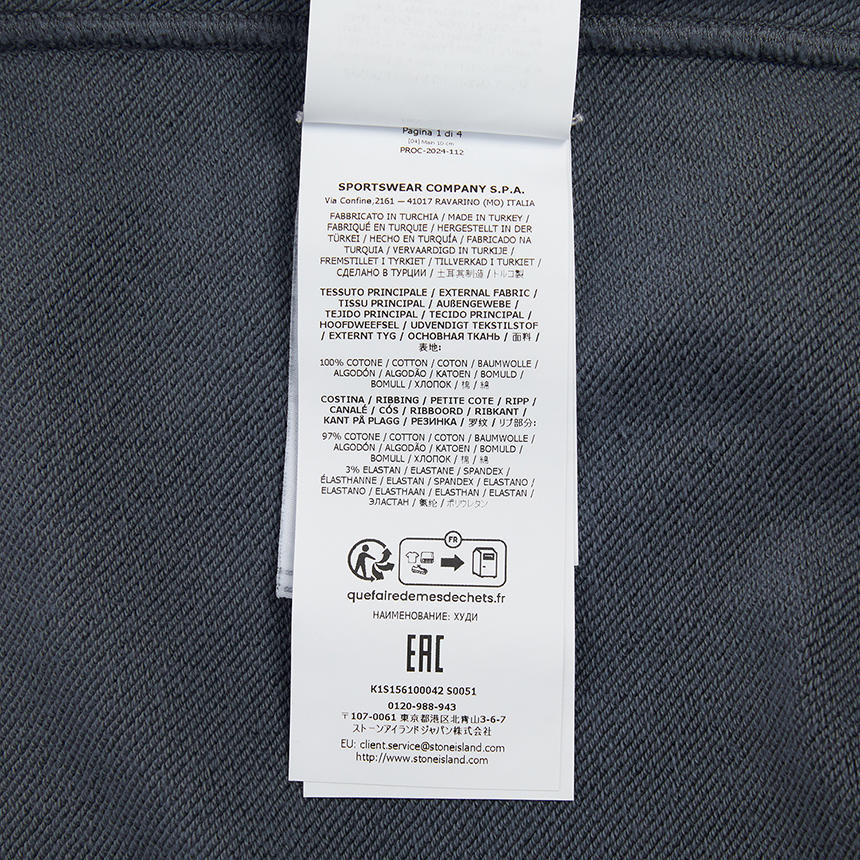 Pagina 1 di 4
[04] Main 10 cm
PROC-2024-112
SPORTSWEAR COMPANY S.P.A.
Via Confine,2161 — 41017 RAVARINO (MO) ITALIA
FABBRICATO IN TURCHIA / MADE IN TURKEY /
FABRIQUÉ EN TURQUIE / HERGESTELLT IN DER
TÜRKEI / HECHO EN TURQUÍA / FABRICADO NA
TURQUIA / VERVAARDIGD IN TURKIJE /
FREMSTILLET I TYRKIET / TILLVERKAD I TURKIET /
СДЕЛАНО В ТУРЦИИ / 土耳其制造 / トルコ製
TESSUTO PRINCIPALE / EXTERNAL FABRIC /
TISSU PRINCIPAL / AUßENGEWEBE /
TEJIDO PRINCIPAL / TECIDO PRINCIPAL /
HOOFDWEEFSEL / UDVENDIGT TEKSTILSTOF
/ EXTERNT TYG / ОСНОВНАЯ ТКАНЬ / 面料 /
表地:
100% COTONE / COTTON / COTON / BAUMWOLLE /
ALGODÓN / ALGODÃO / KATOEN / BOMULD /
BOMULL / ХЛОПОК / 棉 / 綿
COSTINA / RIBBING / PETITE COTE / RIPP /
CANALÉ / CÓS / RIBBOORD / RIBKANT /
KANT PÅ PLAGG / РЕЗИНКА / 罗纹 / リブ部分:
97% COTONE / COTTON / COTON / BAUMWOLLE /
ALGODÓN / ALGODÃO / KATOEN / BOMULD /
BOMULL / ХЛОПОК / 棉 / 綿
3% ELASTAN / ELASTANE / SPANDEX /
ÉLASTHANNE / ELASTAN / SPANDEX / ELASTANO /
ELASTANO / ELASTHAAN / ELASTHAN / ELASTAN /
ЭЛАСТАН / 氨纶 / ポリウレタン
FR
quefairedemesdechets.fr
НАИМЕНОВАНИЕ: ХУДИ
EAC
K1S156100042 S0051
0120-988-943
〒107-0061 東京都港区北青山3-6-7
ストーンアイランドジャパン株式会社
EU: client.service@stoneisland.com
http://www.stoneisland.com